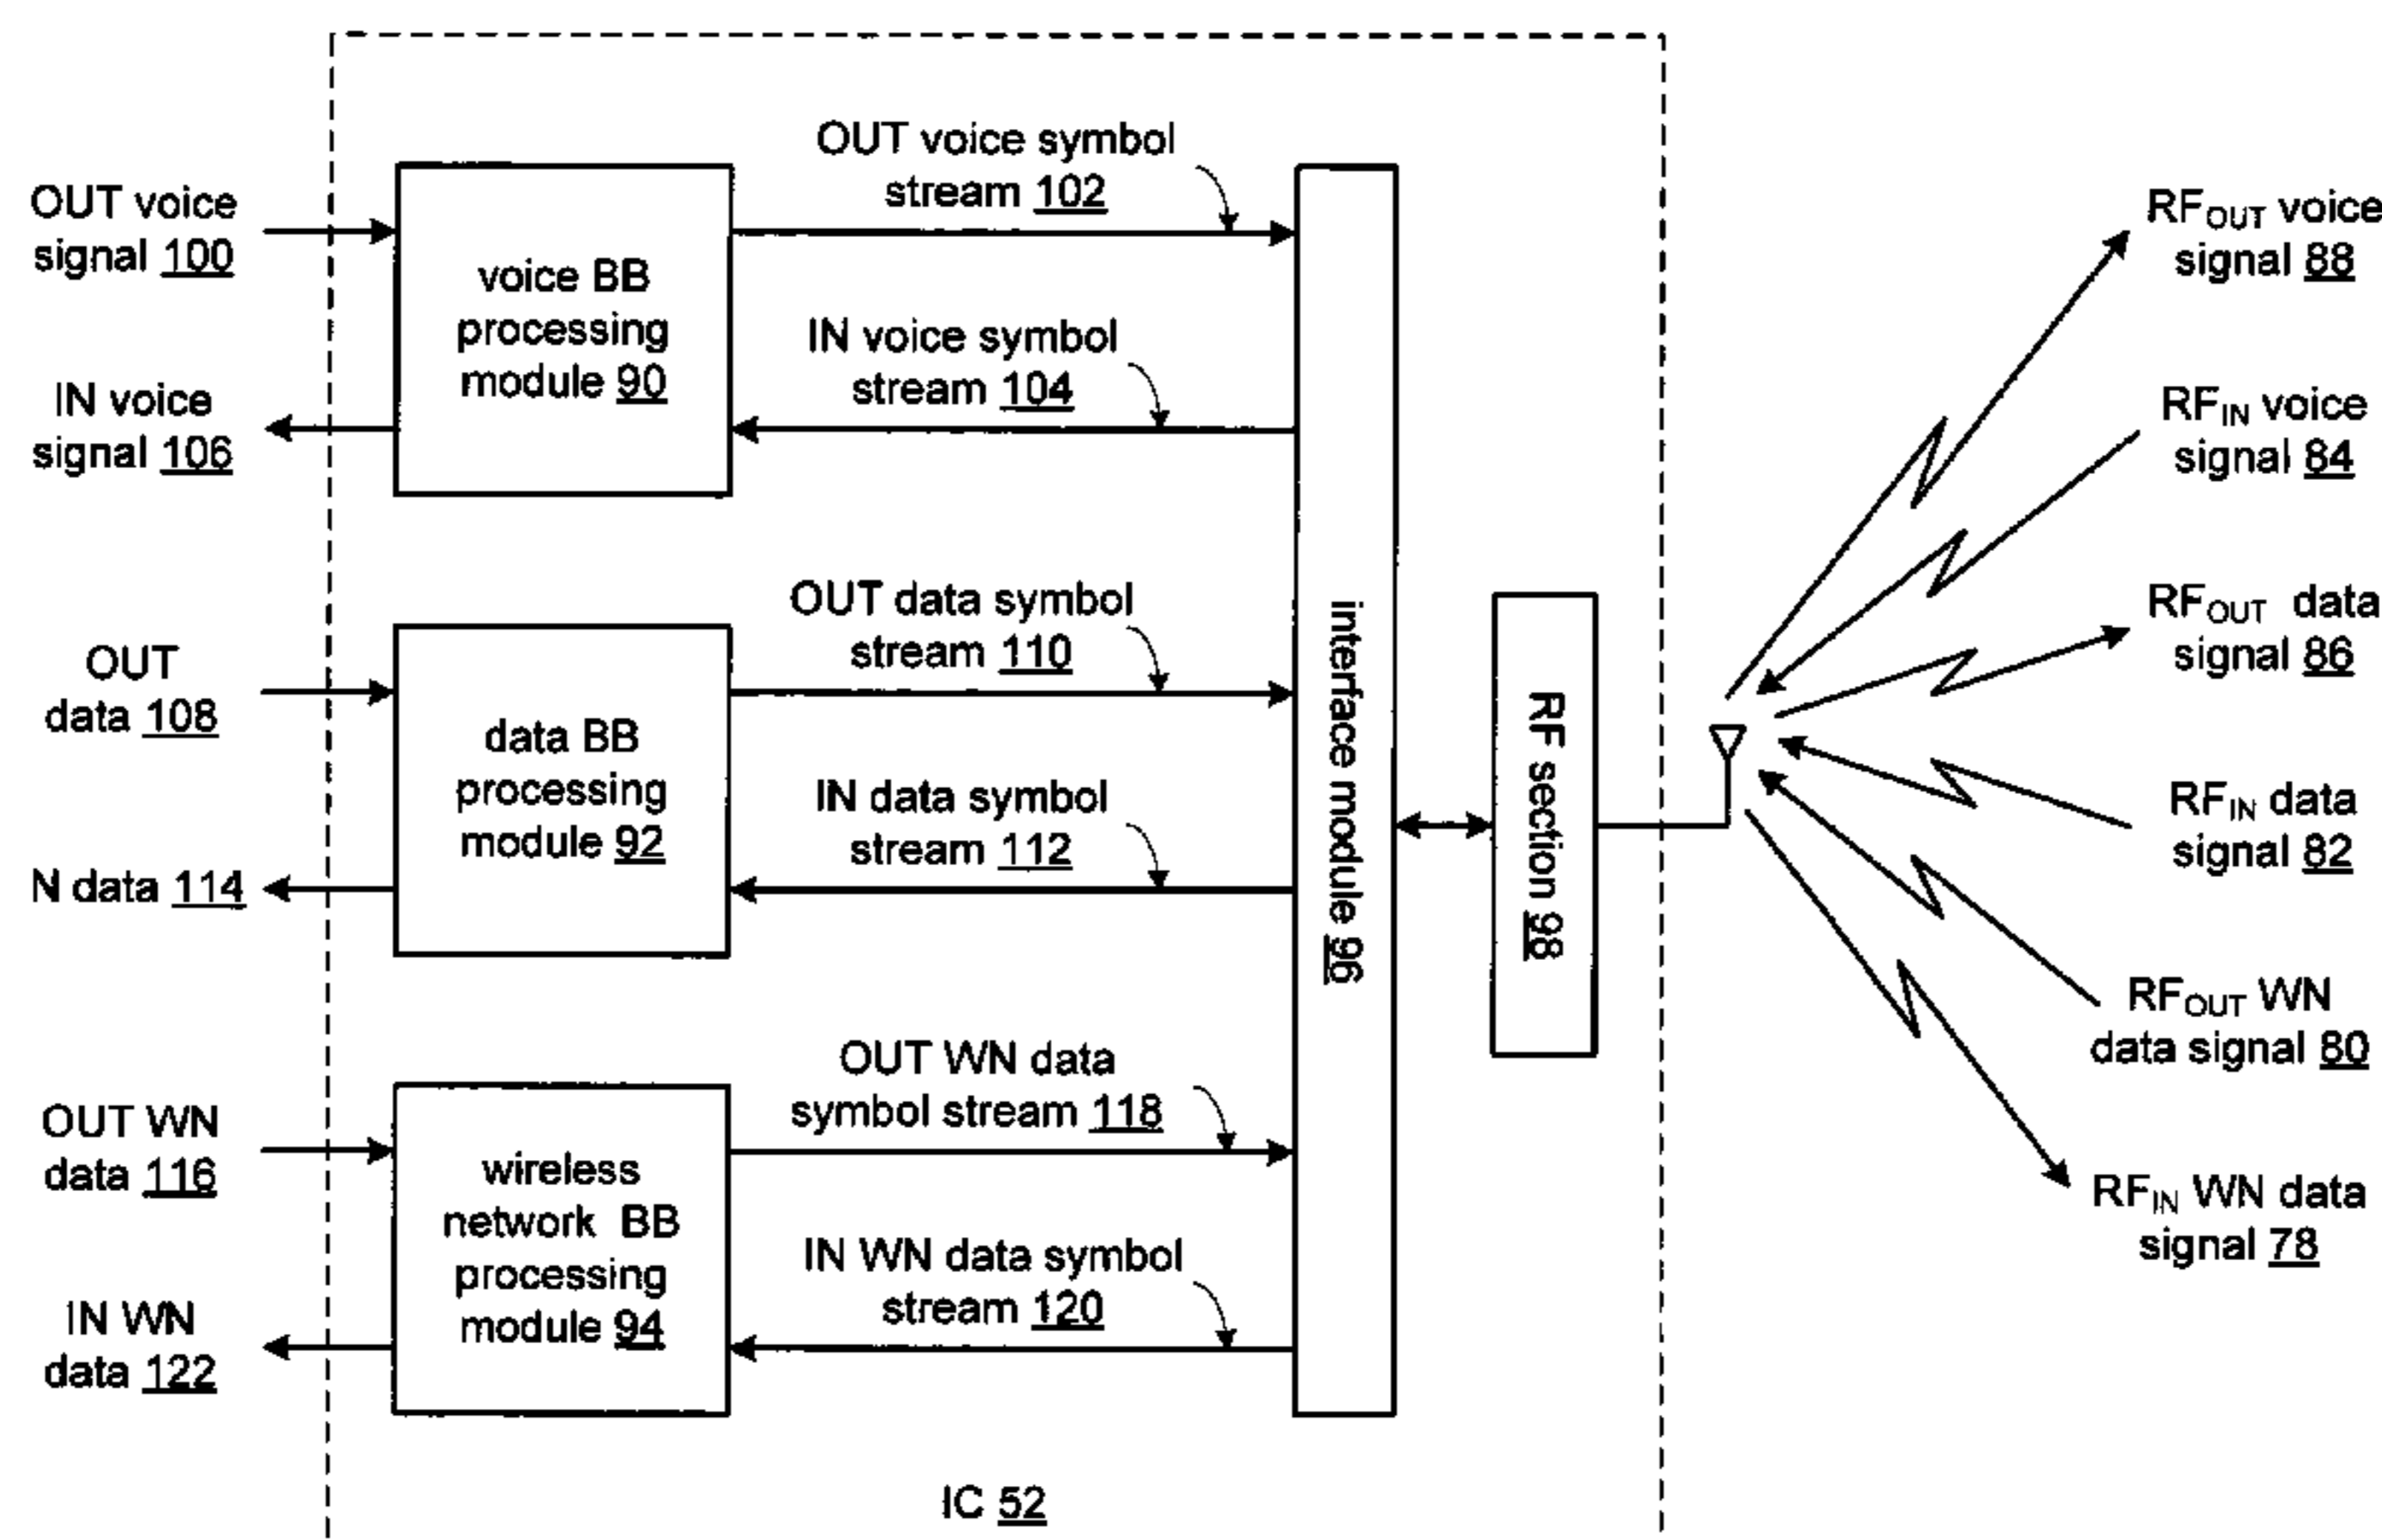 OUT voice
signal 100
IN voice
signal 106
voice BB
processing
module 90
OUT voice symbol
stream 102
IN voice symbol
stream 104
OUT
data 108
N data 114
data BB
processing
module 92
OUT data symbol
stream 110
IN data symbol
stream 112
OUT WN
data 116
IN WN
data 122
wireless
network BB
processing
module 94
OUT WN data
symbol stream 118
IN WN data symbol
stream 120
interface module 96
RF section 98
IC 52
RFOUT voice
signal 88
RFIN voice
signal 84
RFOUT data
signal 86
RFIN data
signal 82
RFOUT WN
data signal 80
RFIN WN data
signal 78